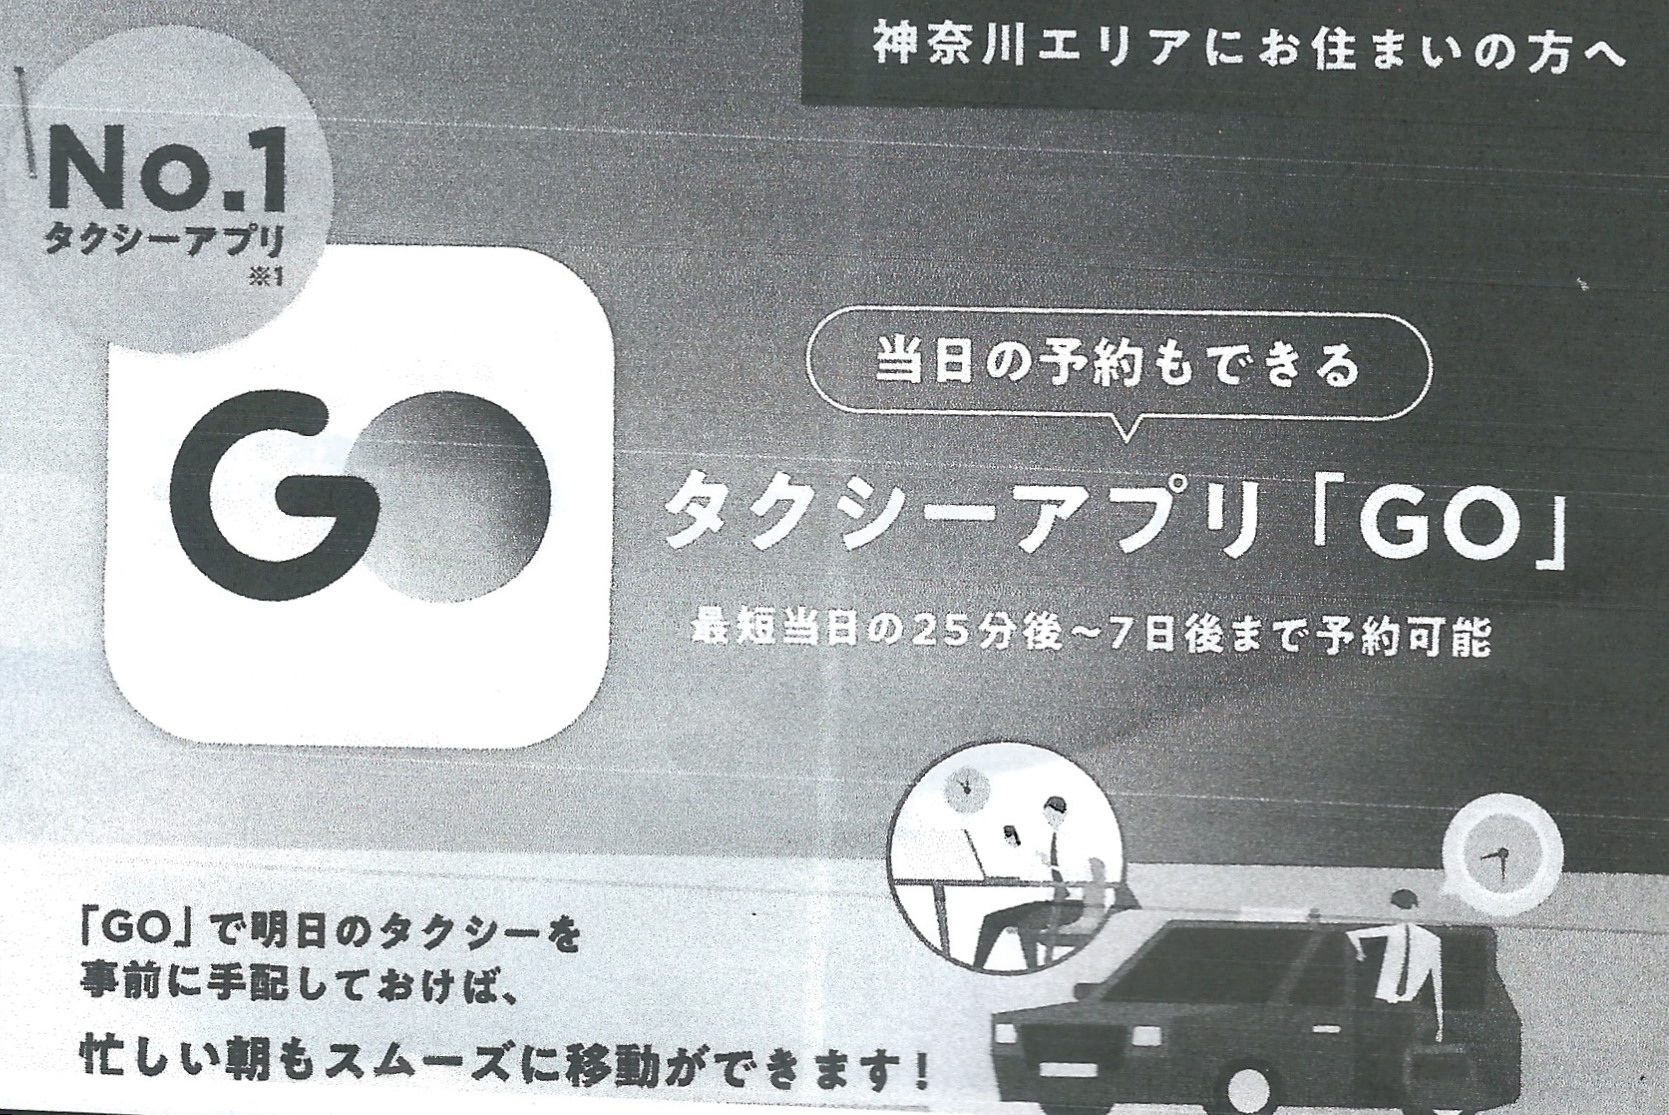 神奈川エリアにお住まいの方へ
No.1
タクシーアプリ
※1
GO
当日の予約もできる
タクシーアプリ「GO」
最短当日の25分後~7日後まで予約可能
「GO」で明日のタクシーを
事前に手配しておけば、
忙しい朝もスムーズに移動ができます!